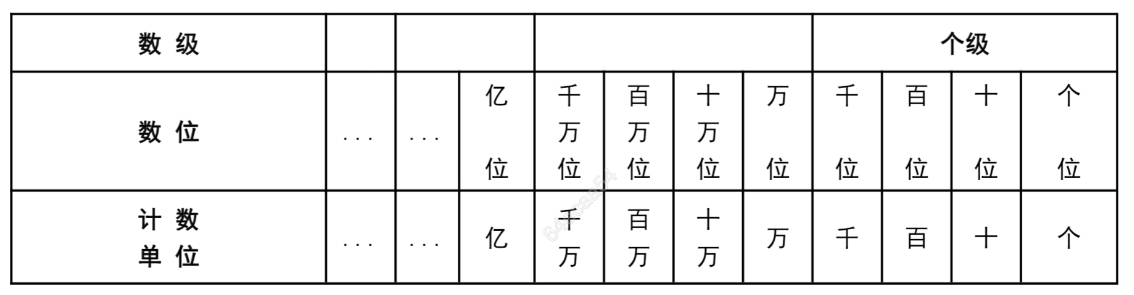 数 级 个级
数 位 ... ... 亿位 千万位 百万位 十万位 万位 千位 百位 十位 个位
计 数 单 位 ... ... 亿 千万 百万 十万 万 千 百 十 个